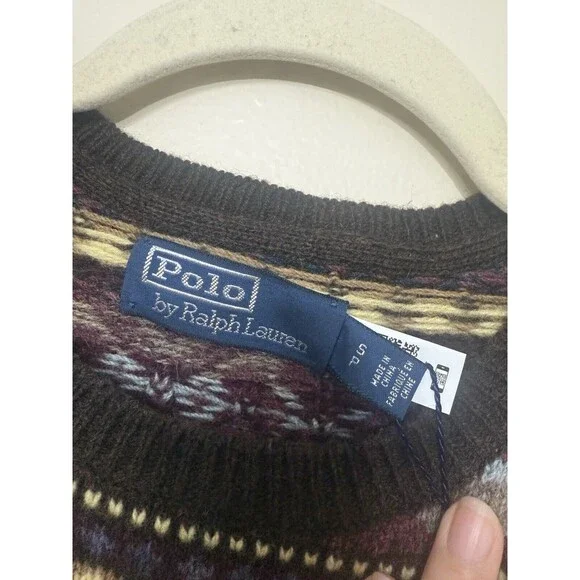 Polo
by Ralph Lauren
S
P
MADE IN
CHINA
FABRIQUÉ EN
CHINE